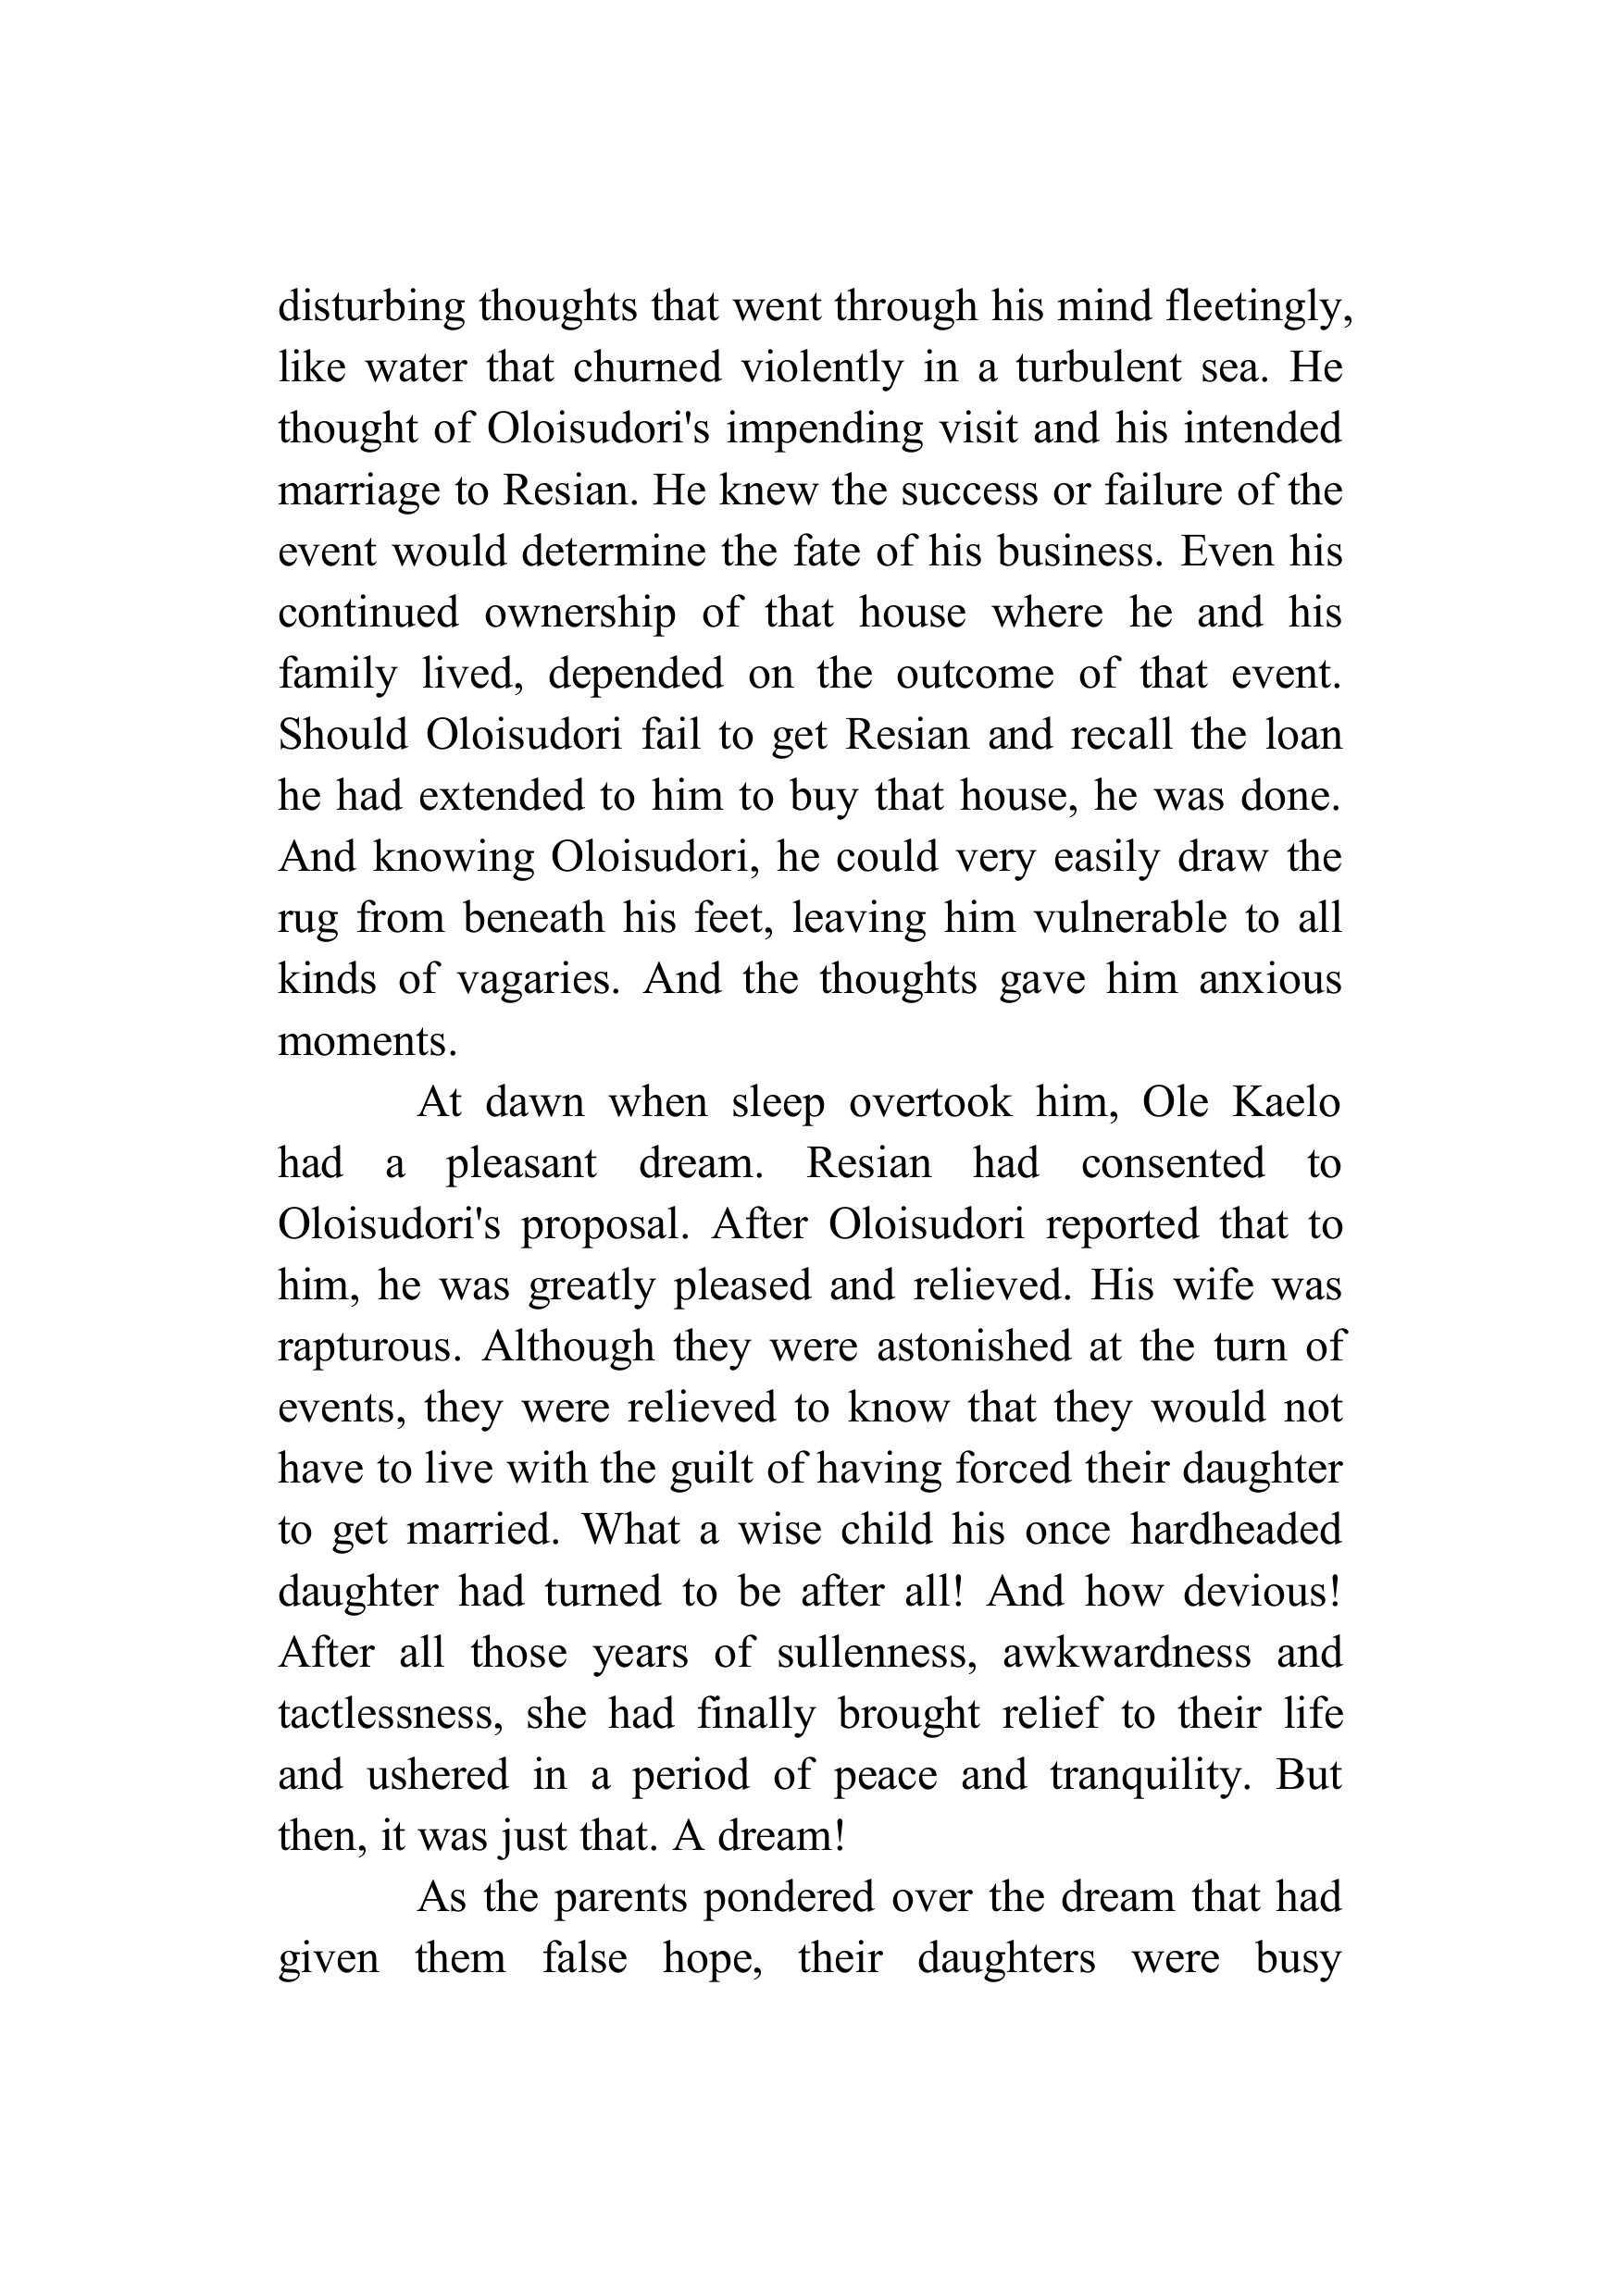 disturbing thoughts that went through his mind fleetingly,
like water that churned violently in a turbulent sea. He
thought of Oloisudori's impending visit and his intended
marriage to Resian. He knew the success or failure of the
event would determine the fate of his business. Even his
continued ownership of that house where he and his
family lived, depended on the outcome of that event.
Should Oloisudori fail to get Resian and recall the loan
he had extended to him to buy that house, he was done.
And knowing Oloisudori, he could very easily draw the
rug from beneath his feet, leaving him vulnerable to all
kinds of vagaries. And the thoughts gave him anxious
moments.
At dawn when sleep overtook him, Ole Kaelo
had a pleasant dream. Resian had consented to
Oloisudori's proposal. After Oloisudori reported that to
him, he was greatly pleased and relieved. His wife was
rapturous. Although they were astonished at the turn of
events, they were relieved to know that they would not
have to live with the guilt of having forced their daughter
to get married. What a wise child his once hardheaded
daughter had turned to be after all! And how devious!
After all those years of sullenness, awkwardness and
tactlessness, she had finally brought relief to their life
and ushered in a period of peace and tranquility. But
then, it was just that. A dream!
As the parents pondered over the dream that had
given them false hope, their daughters were busy